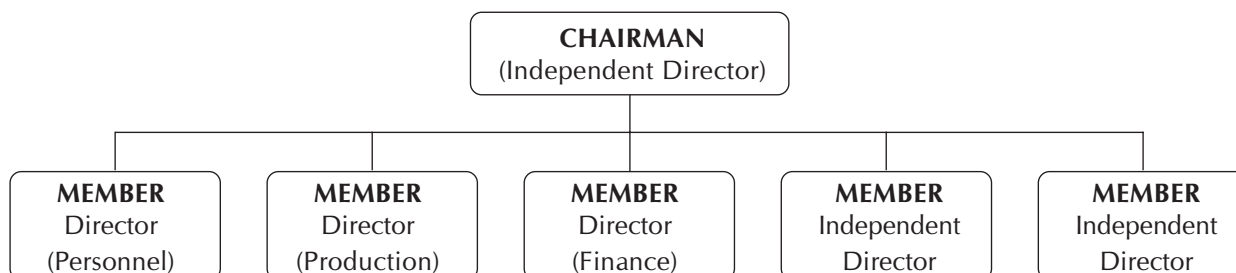 CHAIRMAN
(Independent Director)
MEMBER
Director
(Personnel)
MEMBER
Director
(Production)
MEMBER
Director
(Finance)
MEMBER
Independent
Director
MEMBER
Independent
Director